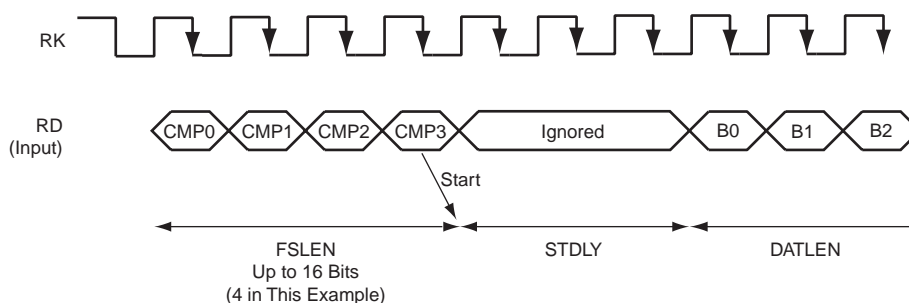 RK
RD
(Input)
CMP0 CMP1 CMP2 CMP3 Ignored B0 B1 B2
Start
FSLEN STDLY DATLEN
Up to 16 Bits
(4 in This Example)